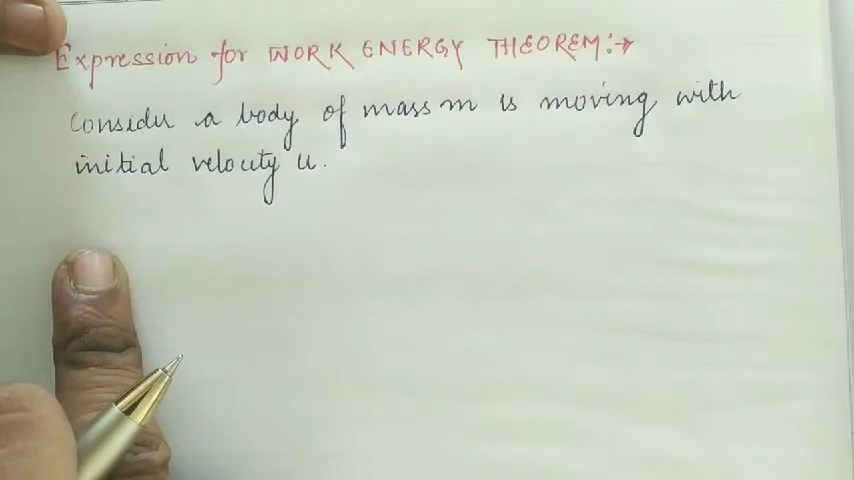 Expression for WORK ENERGY THEOREM:→
Consider a body of mass m is moving with
initial velocity u.